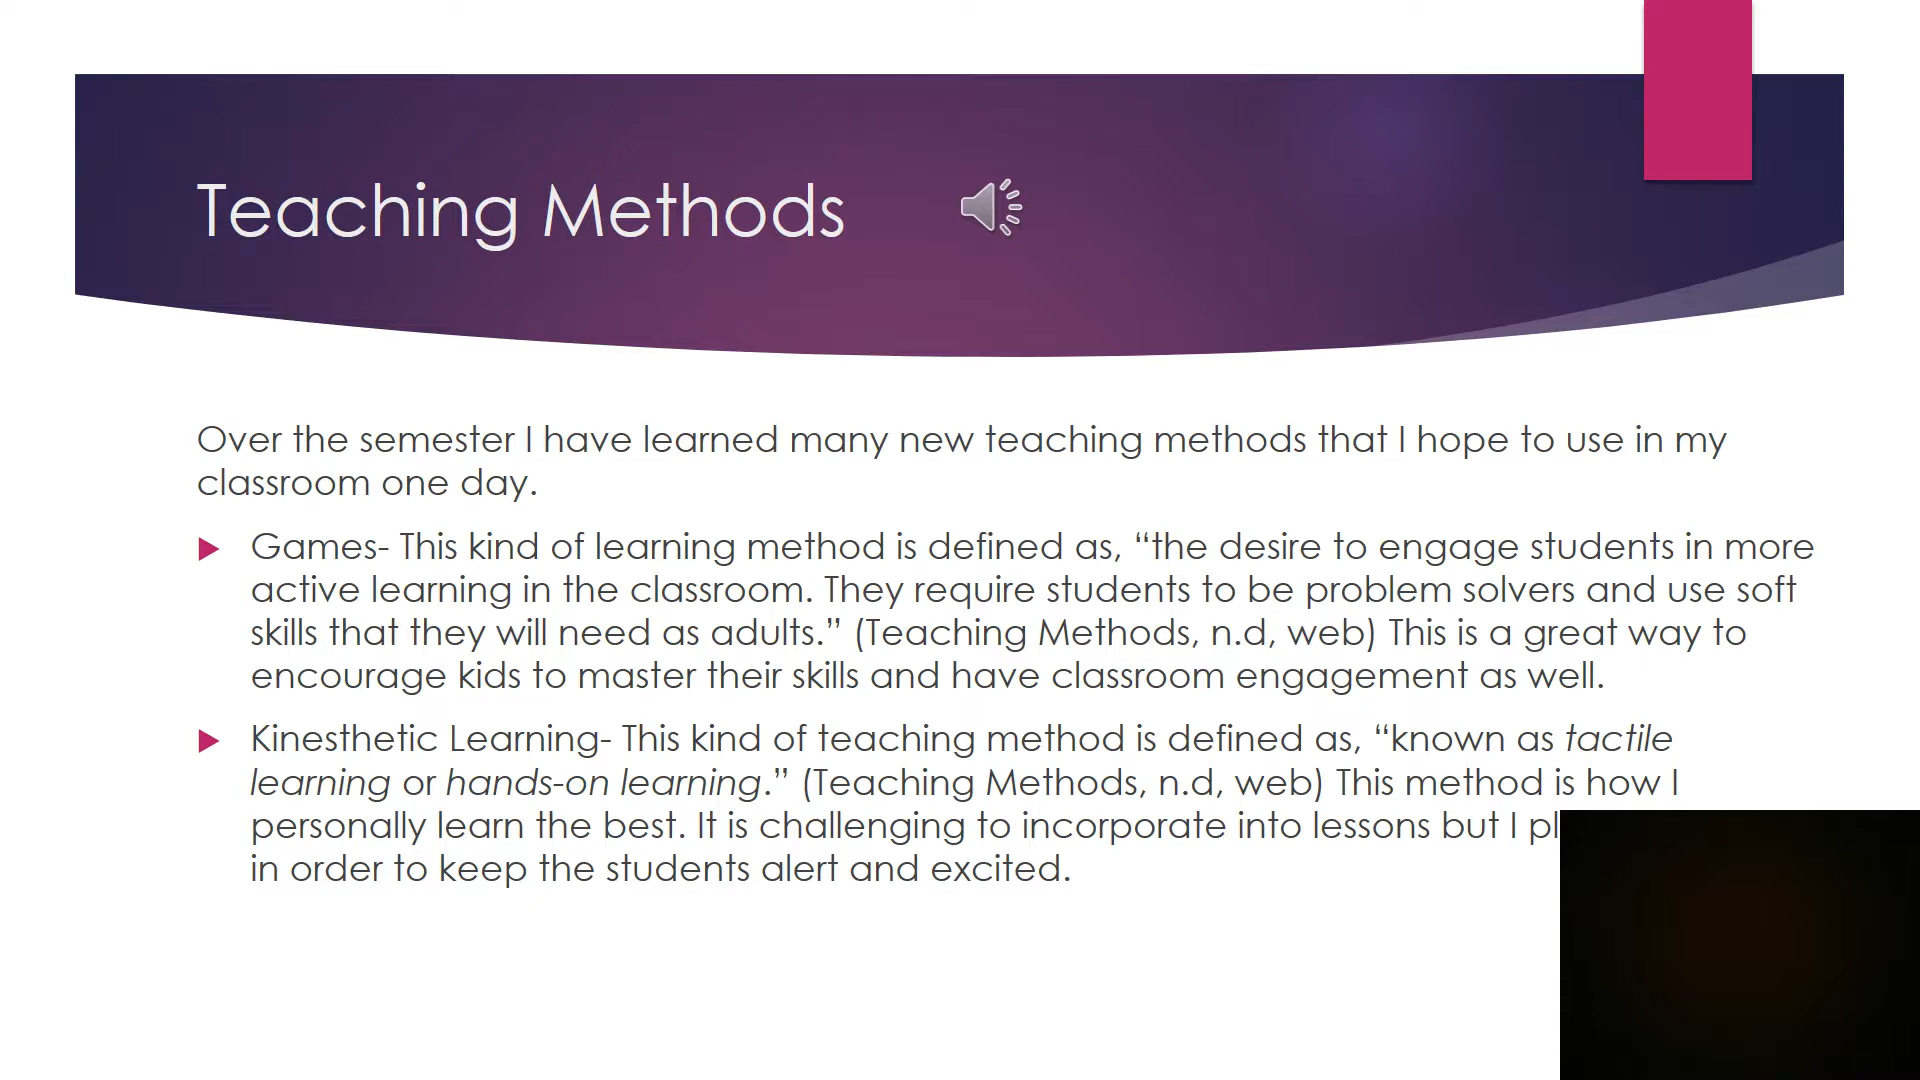 Teaching Methods
Over the semester I have learned many new teaching methods that I hope to use in my
classroom one day.
Games- This kind of learning method is defined as, “the desire to engage students in more
active learning in the classroom. They require students to be problem solvers and use soft
skills that they will need as adults.” (Teaching Methods, n.d, web) This is a great way to
encourage kids to master their skills and have classroom engagement as well.
Kinesthetic Learning- This kind of teaching method is defined as, “known as tactile
learning or hands-on learning.” (Teaching Methods, n.d, web) This method is how I
personally learn the best. It is challenging to incorporate into lessons but I
in order to keep the students alert and excited.